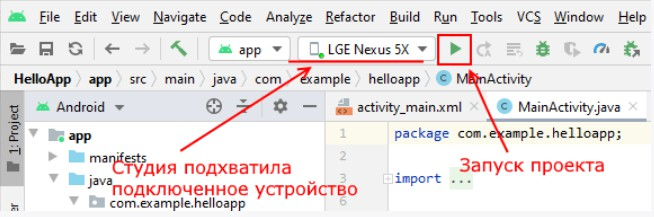 File Edit View Navigate Code Analyze Refactor Build Run Tools VCS Window Help
app LGE Nexus 5X
HelloApp app src main java com example helloapp MainActivity
Android activity_main.xml MainActivity.java
1: Project
app 1 package com.example.helloapp;
manifests 2
Студия подхватила
подключенное устройство
Запуск проекта
java 3 import ...
com.example.helloapp 6